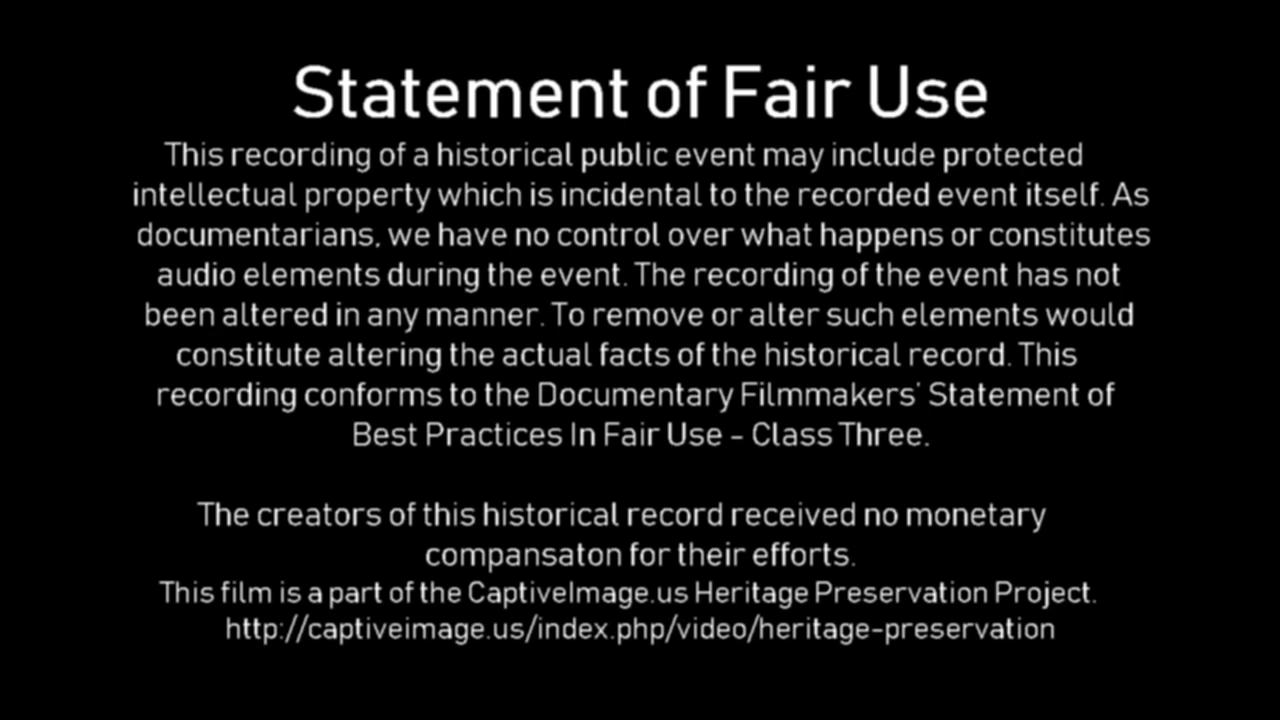 Statement of Fair Use
This recording of a historical public event may include protected
intellectual property which is incidental to the recorded event itself. As
documentarians, we have no control over what happens or constitutes
audio elements during the event. The recording of the event has not
been altered in any manner. To remove or alter such elements would
constitute altering the actual facts of the historical record. This
recording conforms to the Documentary Filmmakers' Statement of
Best Practices In Fair Use - Class Three.
The creators of this historical record received no monetary
compansaton for their efforts.
This film is a part of the CaptiveImage.us Heritage Preservation Project.
http://captiveimage.us/index.php/video/heritage-preservation